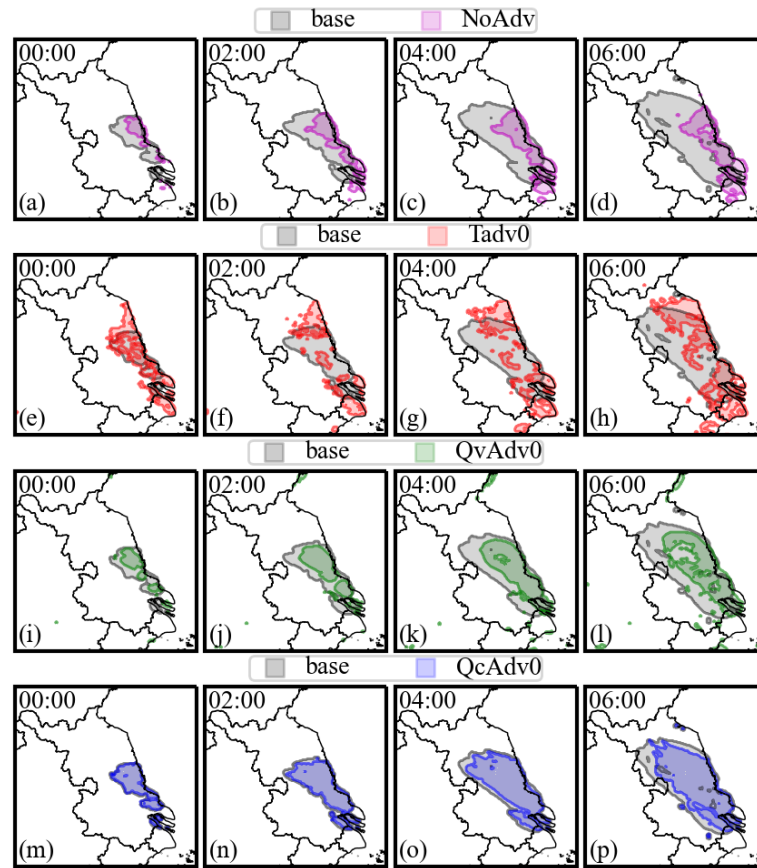 base NoAdv
00:00 02:00 04:00 06:00
(a) (b) (c) (d)
base Tadv0
00:00 02:00 04:00 06:00
(e) (f) (g) (h)
base QvAdv0
00:00 02:00 04:00 06:00
(i) (j) (k) (l)
base QcAdv0
00:00 02:00 04:00 06:00
(m) (n) (o) (p)